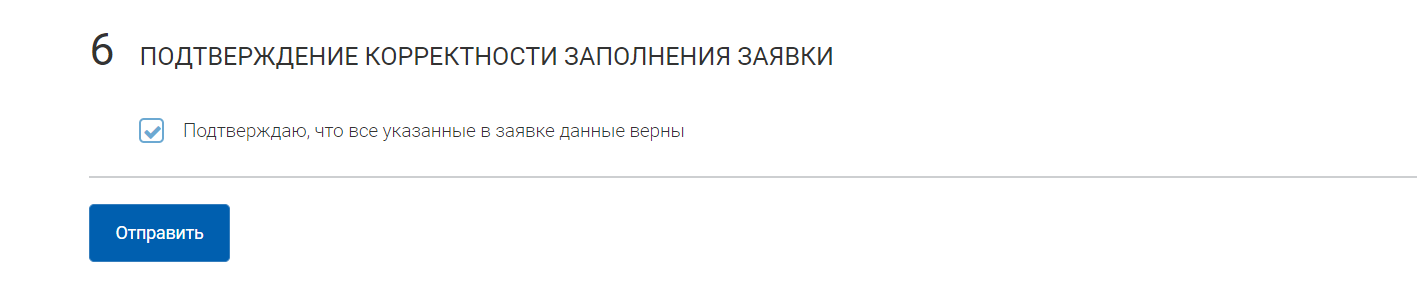 6 ПОДТВЕРЖДЕНИЕ КОРРЕКТНОСТИ ЗАПОЛНЕНИЯ ЗАЯВКИ
Подтверждаю, что все указанные в заявке данные верны
Отправить